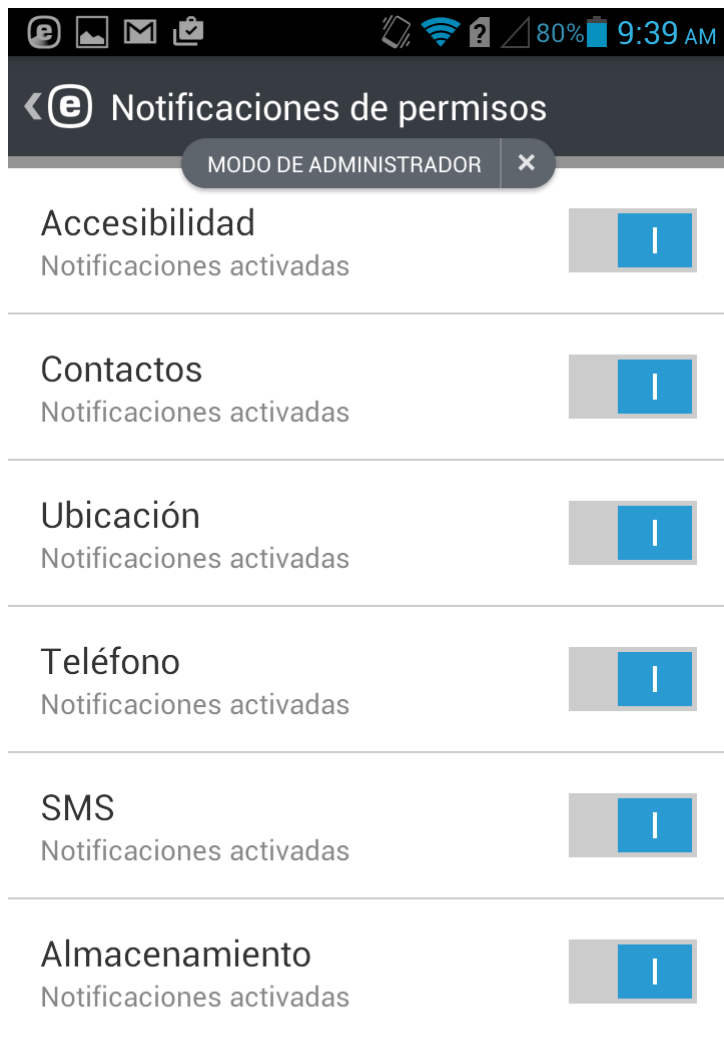 80% 9:39 AM
Notificaciones de permisos
MODO DE ADMINISTRADOR
Accesibilidad
Notificaciones activadas
Contactos
Notificaciones activadas
Ubicación
Notificaciones activadas
Teléfono
Notificaciones activadas
SMS
Notificaciones activadas
Almacenamiento
Notificaciones activadas